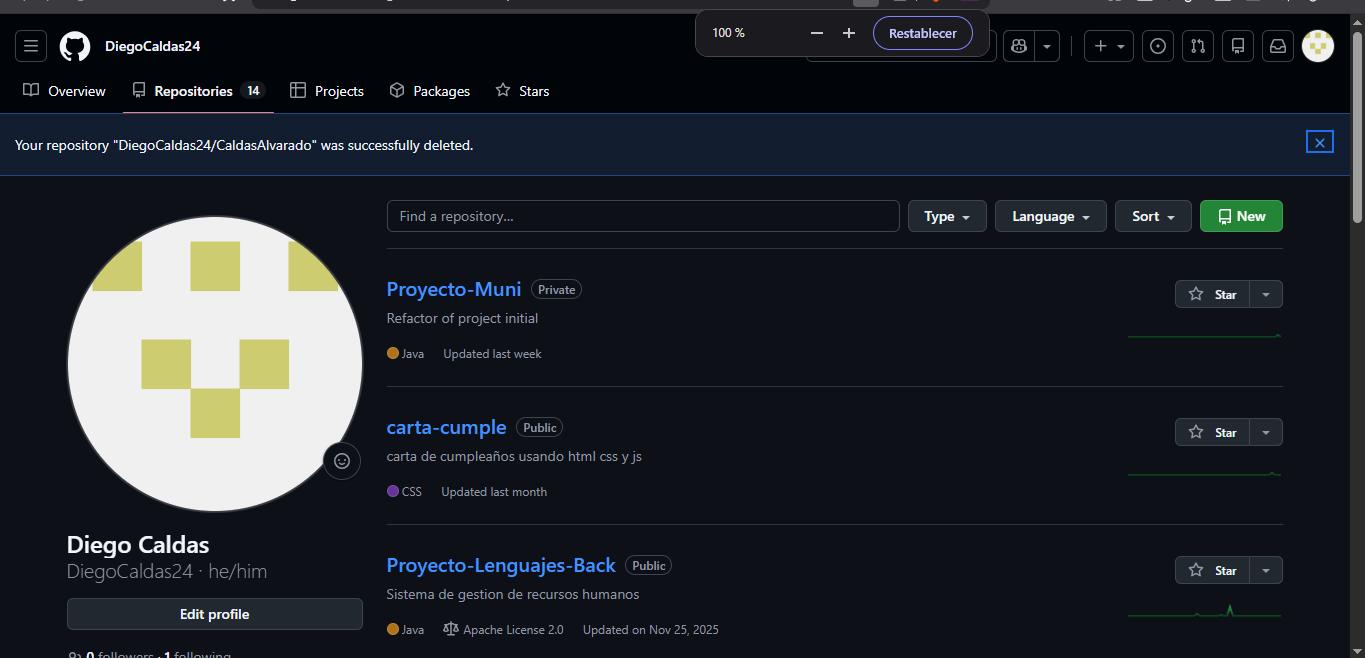 100 %
Restablecer
DiegoCaldas24
Overview
Repositories 14
Projects
Packages
Stars
Your repository "DiegoCaldas24/CaldasAlvarado" was successfully deleted.
Find a repository...
Type
Language
Sort
New
Proyecto-Muni Private
Star
Refactor of project initial
Java Updated last week
carta-cumple Public
Star
carta de cumpleaños usando html css y js
CSS Updated last month
Proyecto-Lenguajes-Back Public
Star
Sistema de gestion de recursos humanos
Java Apache License 2.0 Updated on Nov 25, 2025
Diego Caldas
DiegoCaldas24 · he/him
Edit profile
0 followers · 1 following